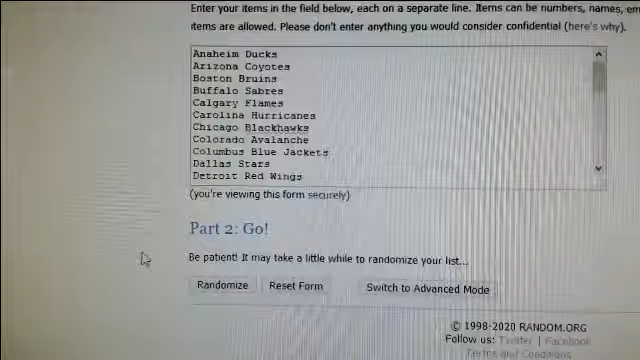 Enter your items in the field below, each on a separate line. Items can be numbers, names, em
items are allowed. Please don't enter anything you would consider confidential (here's why).
Anaheim Ducks
Arizona Coyotes
Boston Bruins
Buffalo Sabres
Calgary Flames
Carolina Hurricanes
Chicago Blackhawks
Colorado Avalanche
Columbus Blue Jackets
Dallas Stars
Detroit Red Wings
(you're viewing this form securely)
Part 2: Go!
Be patient! It may take a little while to randomize your list...
Randomize Reset Form Switch to Advanced Mode
© 1998-2020 RANDOM.ORG
Follow us: Twitter | Facebook
Terms and Conditions